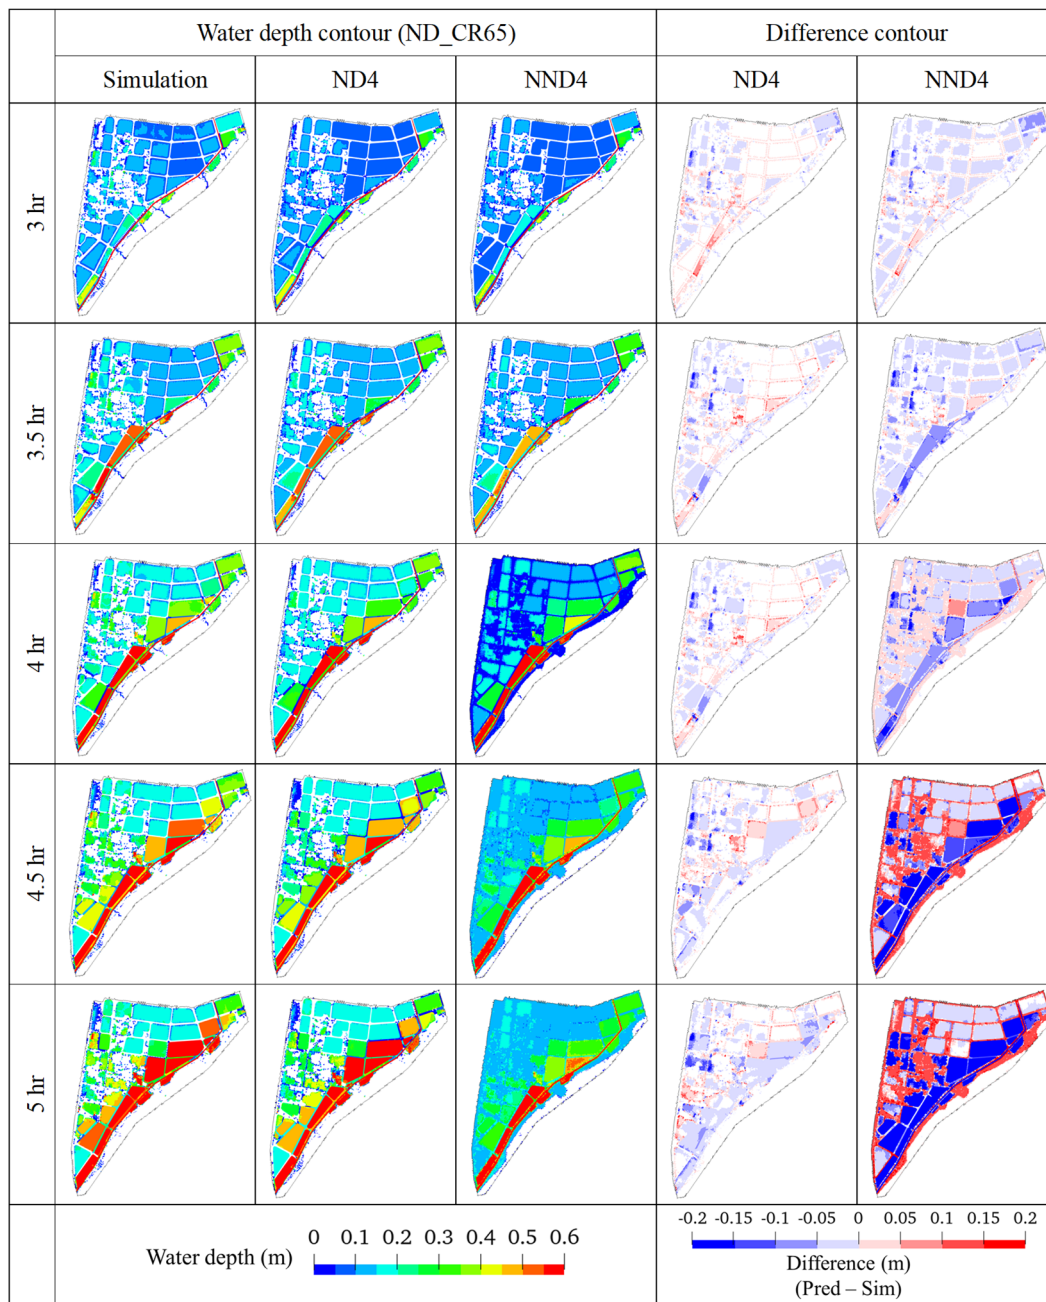 Water depth contour (ND_CR65)
Difference contour
Simulation
ND4
NND4
ND4
NND4
3 hr
3.5 hr
4 hr
4.5 hr
5 hr
Water depth (m)
0 0.1 0.2 0.3 0.4 0.5 0.6
-0.2 -0.15 -0.1 -0.05 0 0.05 0.1 0.15 0.2
Difference (m)
(Pred – Sim)